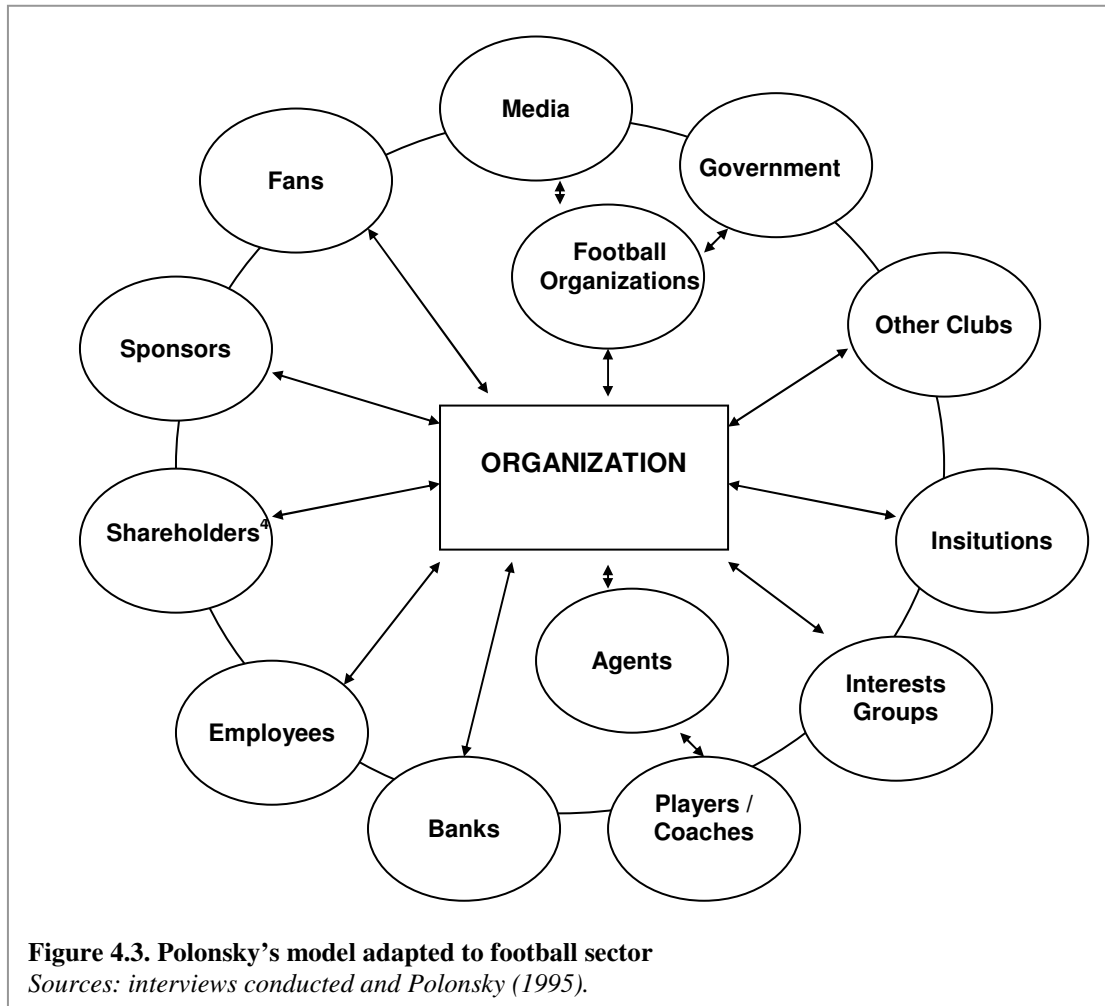 Media
Government
Fans
Football
Organizations
Other Clubs
Sponsors
ORGANIZATION
Shareholders⁴
Insitutions
Agents
Interests
Groups
Employees
Players /
Coaches
Banks
Figure 4.3. Polonsky’s model adapted to football sector
Sources: interviews conducted and Polonsky (1995).